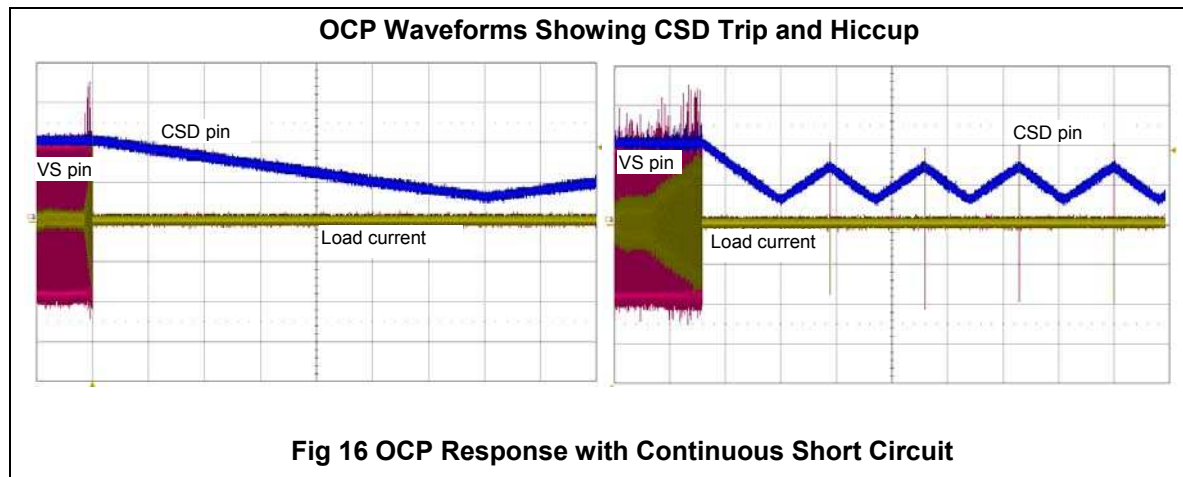 OCP Waveforms Showing CSD Trip and Hiccup
CSD pin
VS pin
Load current
CSD pin
VS pin
Load current
Fig 16 OCP Response with Continuous Short Circuit